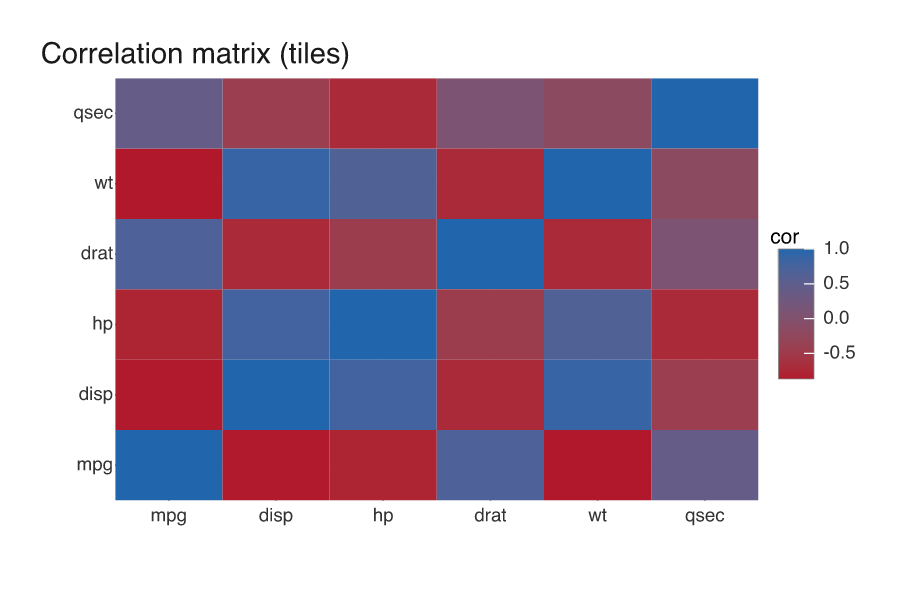 Correlation matrix (tiles)
qsec
wt
drat
hp
disp
mpg
mpg disp hp drat wt qsec
cor
1.0
0.5
0.0
-0.5